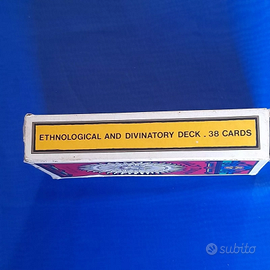 ETHNOLOGICAL AND DIVINATORY DECK . 38 CARDS
subito